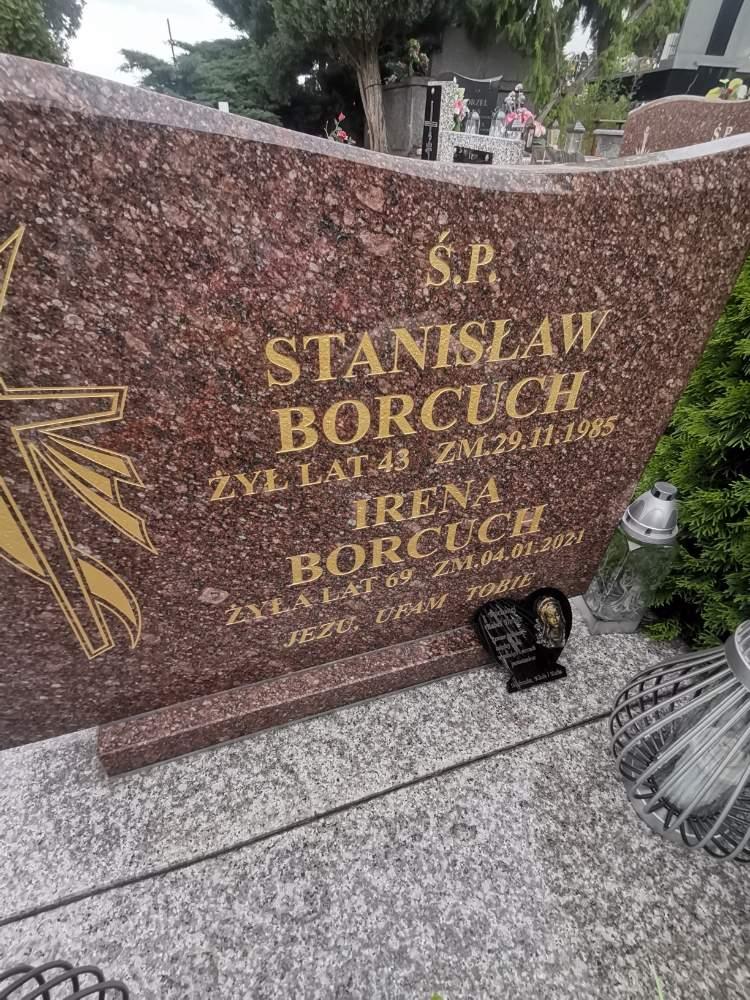 Ś.P.
STANISŁAW
BORCUCH
ŻYŁ LAT 43 ZM.29.11.1985
IRENA
BORCUCH
ŻYŁA LAT 69 ZM.04.01.2021
JEZU, UFAM TOBIE
Ś.P.